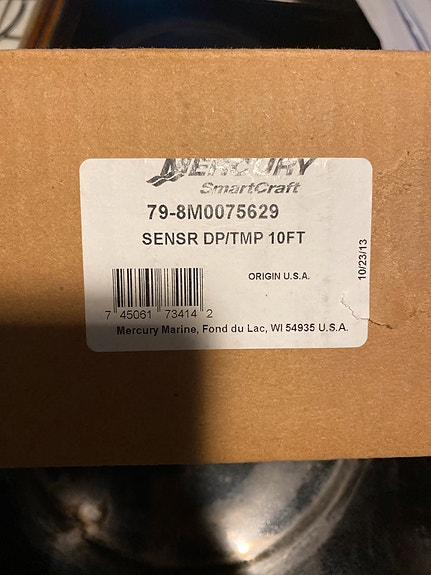 MERCURY
SmartCraft
79-8M0075629
SENSR DP/TMP 10FT
ORIGIN U.S.A.
10/23/13
7 45061 73414 2
Mercury Marine, Fond du Lac, WI 54935 U.S.A.